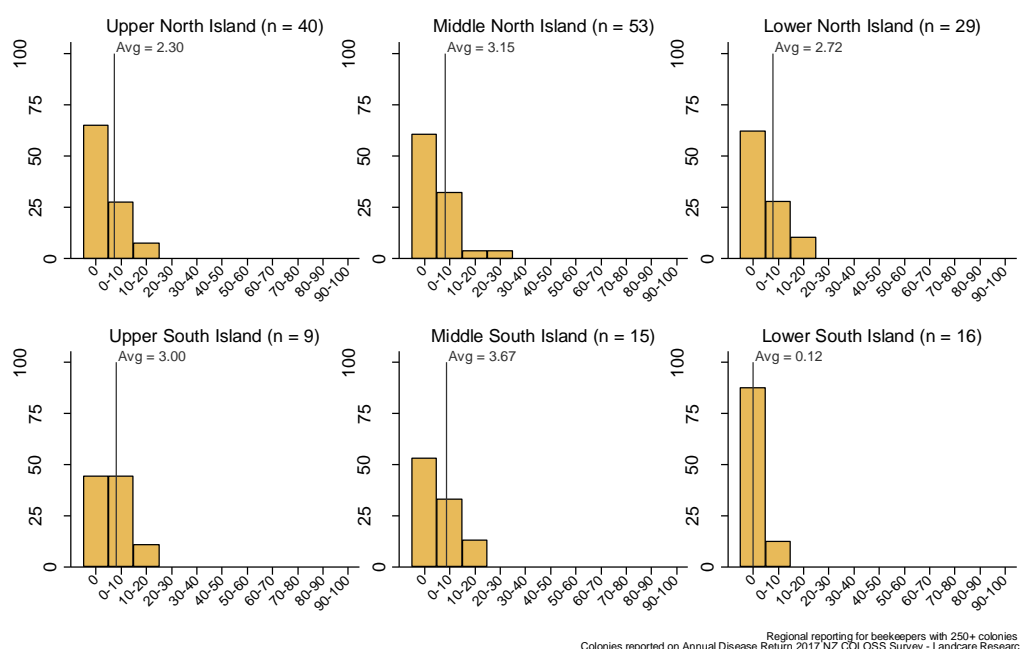 Upper North Island (n = 40)
Avg = 2.30
100
75
50
25
0
0 0-10 10-20 20-30 30-40 40-50 50-60 60-70 70-80 80-90 90-100
Middle North Island (n = 53)
Avg = 3.15
100
75
50
25
0
0 0-10 10-20 20-30 30-40 40-50 50-60 60-70 70-80 80-90 90-100
Lower North Island (n = 29)
Avg = 2.72
100
75
50
25
0
0 0-10 10-20 20-30 30-40 40-50 50-60 60-70 70-80 80-90 90-100
Upper South Island (n = 9)
Avg = 3.00
100
75
50
25
0
0 0-10 10-20 20-30 30-40 40-50 50-60 60-70 70-80 80-90 90-100
Middle South Island (n = 15)
Avg = 3.67
100
75
50
25
0
0 0-10 10-20 20-30 30-40 40-50 50-60 60-70 70-80 80-90 90-100
Lower South Island (n = 16)
Avg = 0.12
100
75
50
25
0
0 0-10 10-20 20-30 30-40 40-50 50-60 60-70 70-80 80-90 90-100
Regional reporting for beekeepers with 250+ colonies
Colonies reported on Annual Disease Return 2017 NZ COLOSS Survey - Landcare Researc